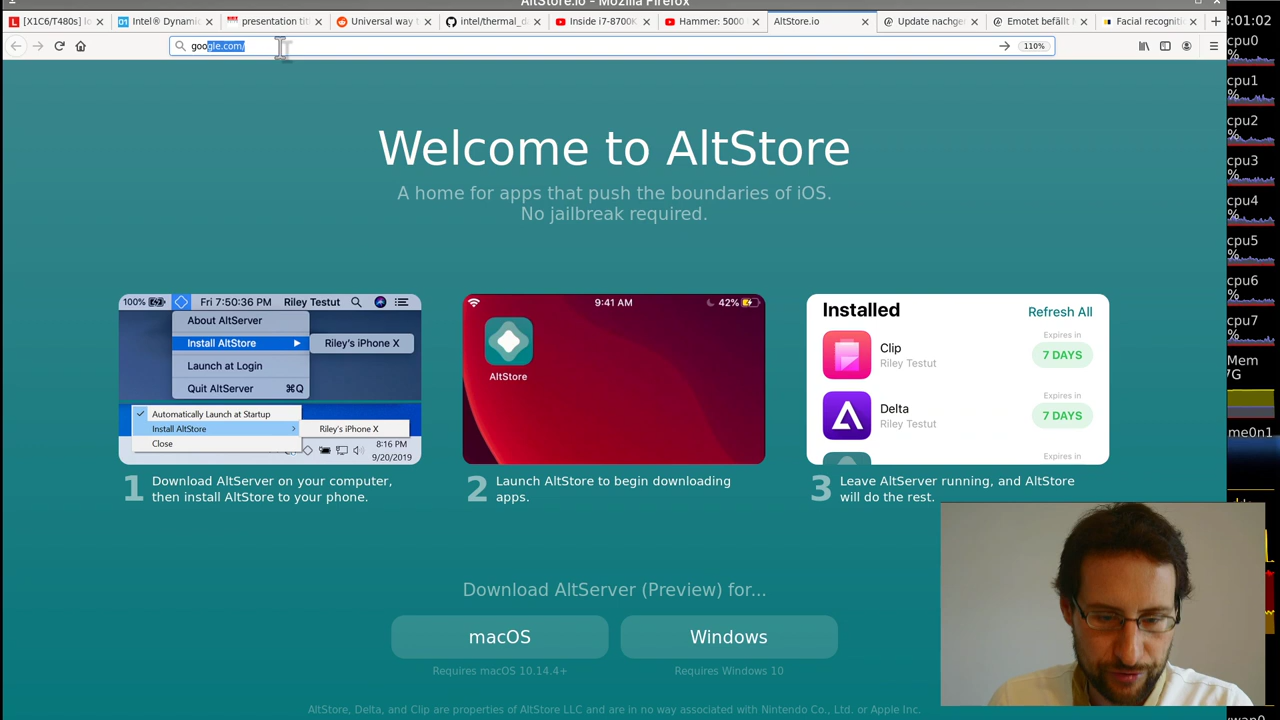 AltStore.io - Mozilla Firefox
[X1C6/T480s] lo
Intel® Dynamic
presentation titl
Universal way t
intel/thermal_d
Inside i7-8700K
Hammer: 5000
AltStore.io
Update nachge
Emotet befällt
Facial recogniti
:01:02
google.com/
110%
cpu0
%
cpu1
%
cpu2
%
cpu3
%
cpu4
%
cpu5
%
cpu6
%
cpu7
%
Mem
7G
me0n1
Welcome to AltStore
A home for apps that push the boundaries of iOS.
No jailbreak required.
100%
Fri 7:50:36 PM
Riley Testut
About AltServer
Install AltStore
Riley's iPhone X
Launch at Login
Quit AltServer
⌘Q
Automatically Launch at Startup
Install AltStore
Riley's iPhone X
Close
8:16 PM
9/20/2019
1 Download AltServer on your computer,
then install AltStore to your phone.
9:41 AM
42%
AltStore
2 Launch AltStore to begin downloading
apps.
Installed
Refresh All
Expires in
Clip
Riley Testut
7 DAYS
Expires in
Delta
Riley Testut
7 DAYS
Expires in
3 Leave AltServer running, and AltStore
will do the rest.
Download AltServer (Preview) for...
macOS
Windows
Requires macOS 10.14.4+
Requires Windows 10
AltStore, Delta, and Clip are properties of AltStore LLC and are in no way associated with Nintendo Co., Ltd. or Apple Inc.